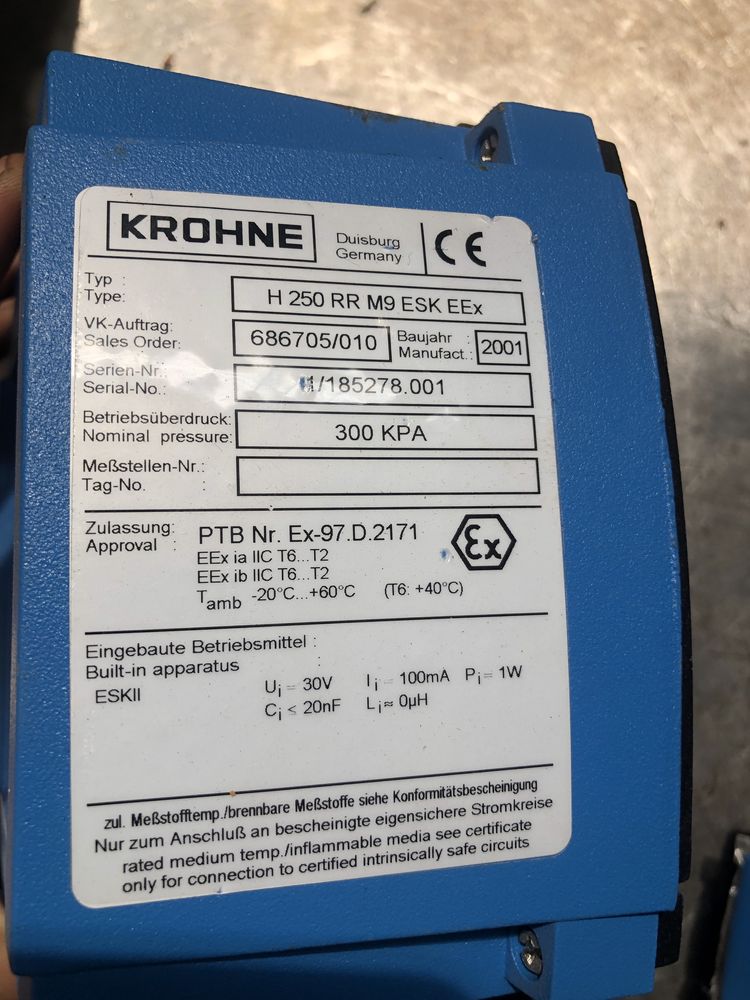 KROHNE
Duisburg
Germany
CE
Typ :
Type:
H 250 RR M9 ESK EEx
VK-Auftrag:
Sales Order:
686705/010
Baujahr :
Manufact.:
2001
Serien-Nr.:
Serial-No.:
1/185278.001
Betriebsüberdruck:
Nominal pressure:
300 KPA
Meßstellen-Nr.:
Tag-No. :
Zulassung:
Approval :
PTB Nr. Ex-97.D.2171
Ex
EEx ia IIC T6...T2
EEx ib IIC T6...T2
Tamb -20°C...+60°C (T6: +40°C)
Eingebaute Betriebsmittel :
Built-in apparatus :
ESKII
Ui = 30V Ii = 100mA Pi = 1W
Ci ≤ 20nF Li ≈ 0µH
zul. Meßstofftemp./brennbare Meßstoffe siehe Konformitätsbescheinigung
Nur zum Anschluß an bescheinigte eigensichere Stromkreise
rated medium temp./inflammable media see certificate
only for connection to certified intrinsically safe circuits